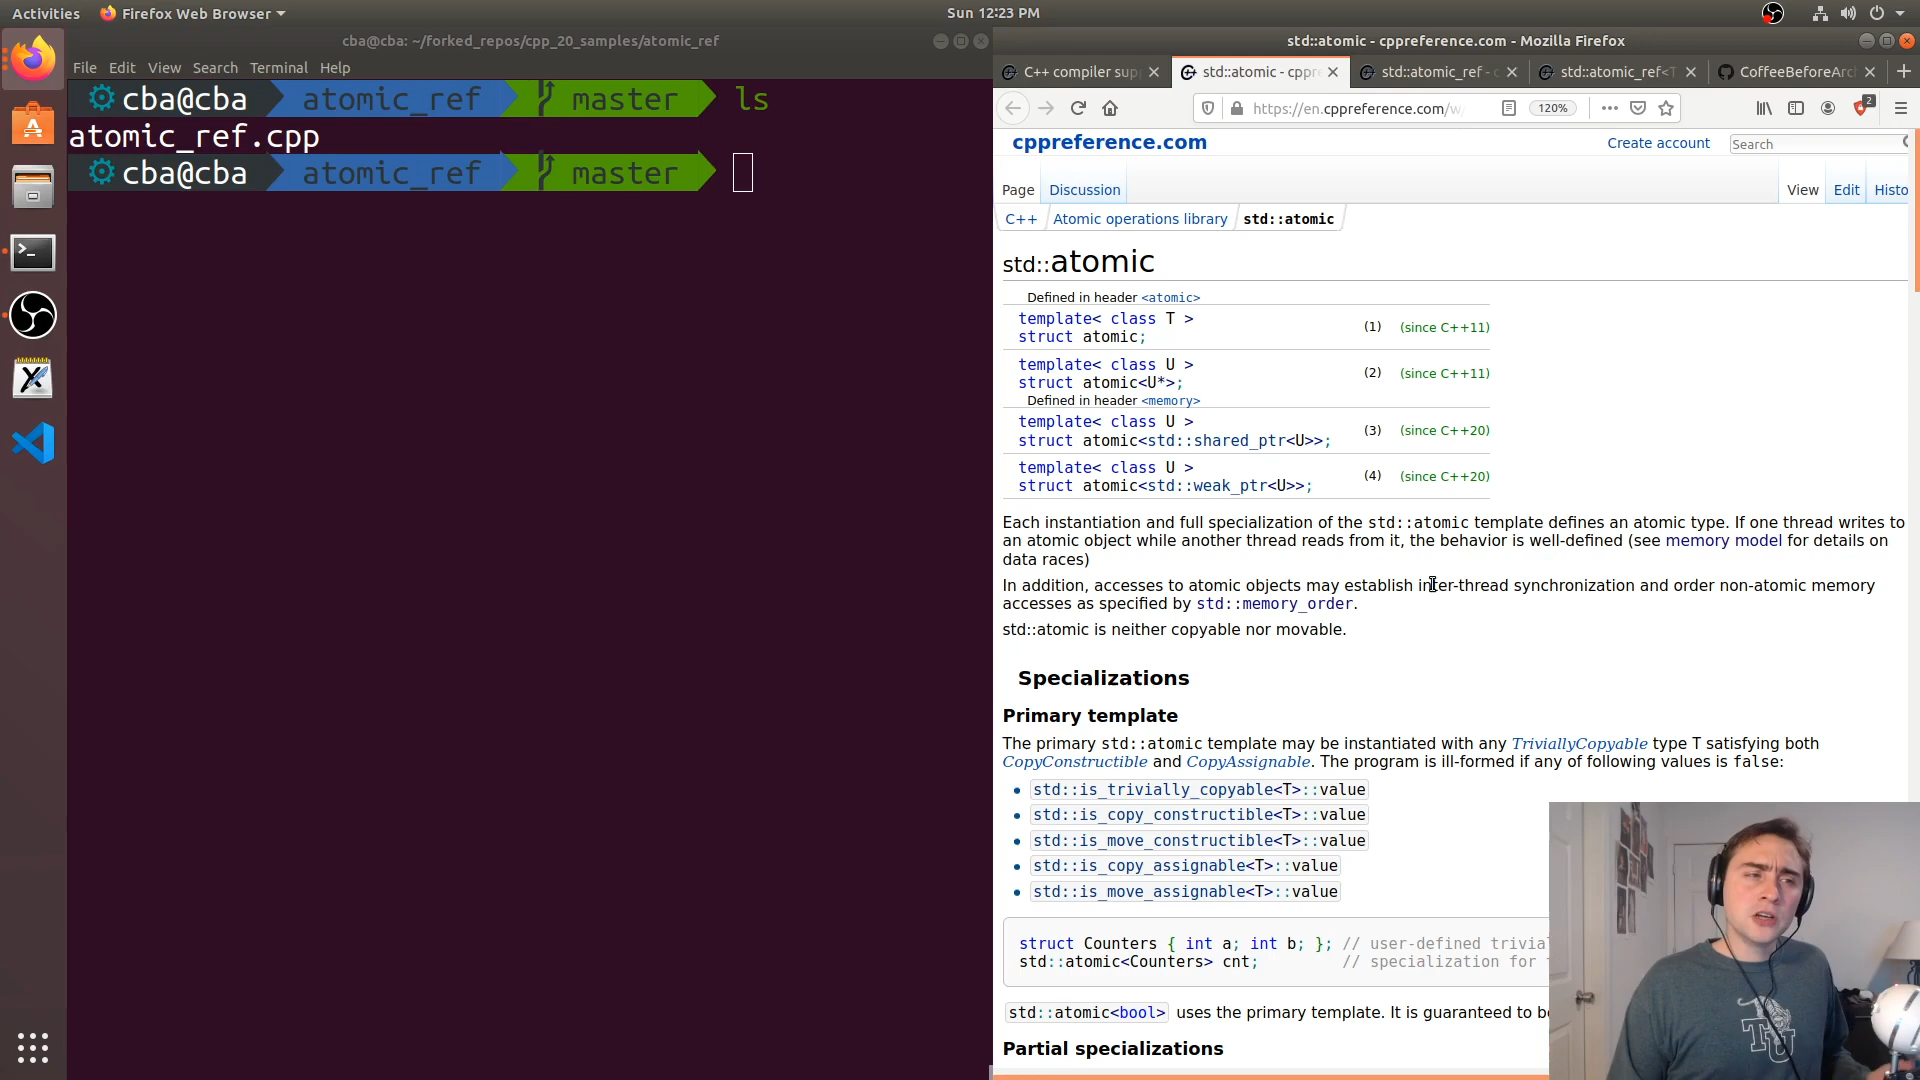 Activities
Firefox Web Browser
Sun 12:23 PM
cba@cba: ~/forked_repos/cpp_20_samples/atomic_ref
File Edit View Search Terminal Help
cba@cba atomic_ref master ls
atomic_ref.cpp
cba@cba atomic_ref master
std::atomic - cppreference.com - Mozilla Firefox
C++ compiler sup
std::atomic - cppre
std::atomic_ref - c
std::atomic_ref<T
CoffeeBeforeArc
https://en.cppreference.com/w/
120%
2
cppreference.com
Create account
Search
Page Discussion
View Edit Histo
C++ Atomic operations library std::atomic
std::atomic
Defined in header <atomic>
template< class T >
struct atomic;
(1) (since C++11)
template< class U >
struct atomic<U*>;
(2) (since C++11)
Defined in header <memory>
template< class U >
struct atomic<std::shared_ptr<U>>;
(3) (since C++20)
template< class U >
struct atomic<std::weak_ptr<U>>;
(4) (since C++20)
Each instantiation and full specialization of the std::atomic template defines an atomic type. If one thread writes to
an atomic object while another thread reads from it, the behavior is well-defined (see memory model for details on
data races)
In addition, accesses to atomic objects may establish inter-thread synchronization and order non-atomic memory
accesses as specified by std::memory_order.
std::atomic is neither copyable nor movable.
Specializations
Primary template
The primary std::atomic template may be instantiated with any TriviallyCopyable type T satisfying both
CopyConstructible and CopyAssignable. The program is ill-formed if any of following values is false:
std::is_trivially_copyable<T>::value
std::is_copy_constructible<T>::value
std::is_move_constructible<T>::value
std::is_copy_assignable<T>::value
std::is_move_assignable<T>::value
struct Counters { int a; int b; }; // user-defined trivial
std::atomic<Counters> cnt; // specialization for
std::atomic<bool> uses the primary template. It is guaranteed to be
Partial specializations
TU